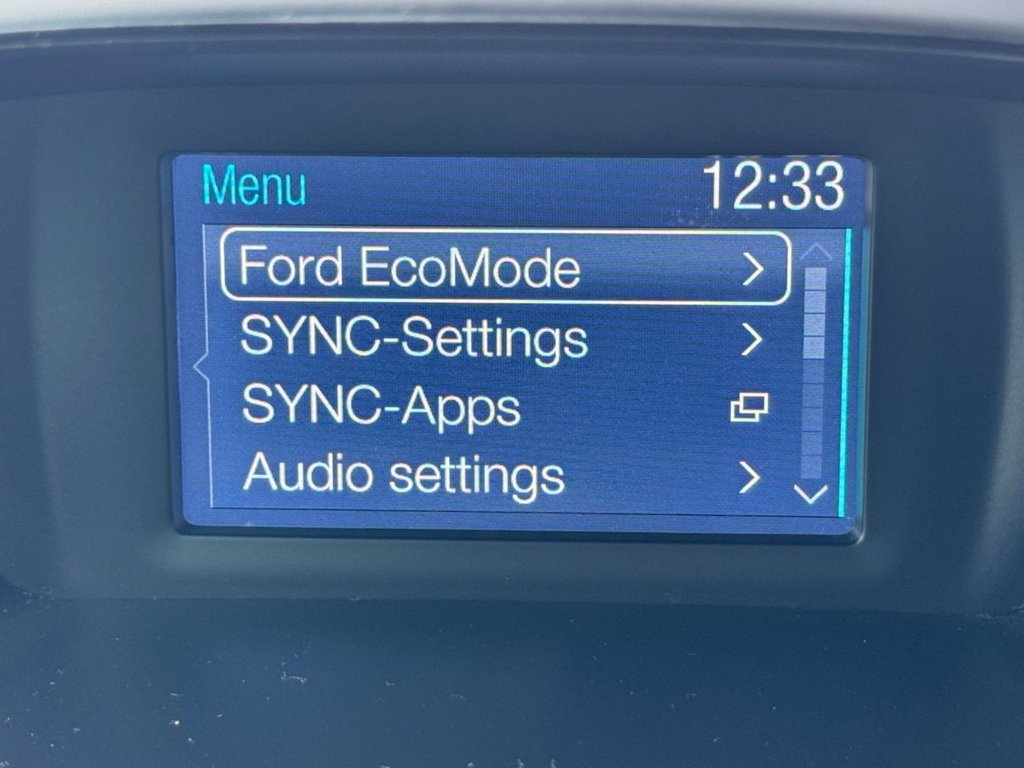 Menu 12:33
Ford EcoMode
SYNC-Settings
SYNC-Apps
Audio settings